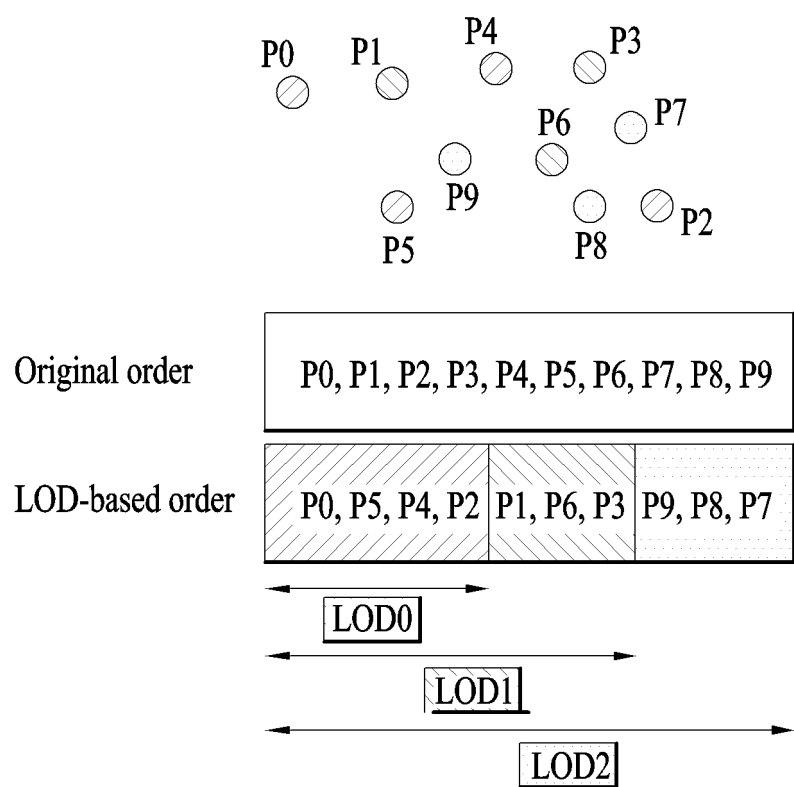 P4
P3
P0
P1
P7
P6
P9
P2
P5
P8
Original order
P0, P1, P2, P3, P4, P5, P6, P7, P8, P9
LOD-based order
P0, P5, P4, P2, P1, P6, P3, P9, P8, P7
LOD0
LOD1
LOD2